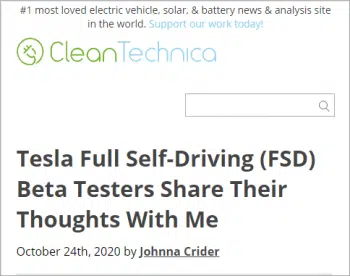 #1 most loved electric vehicle, solar, & battery news & analysis site
in the world. Support our work today!
CleanTechnica
Tesla Full Self-Driving (FSD)
Beta Testers Share Their
Thoughts With Me
October 24th, 2020 by Johnna Crider